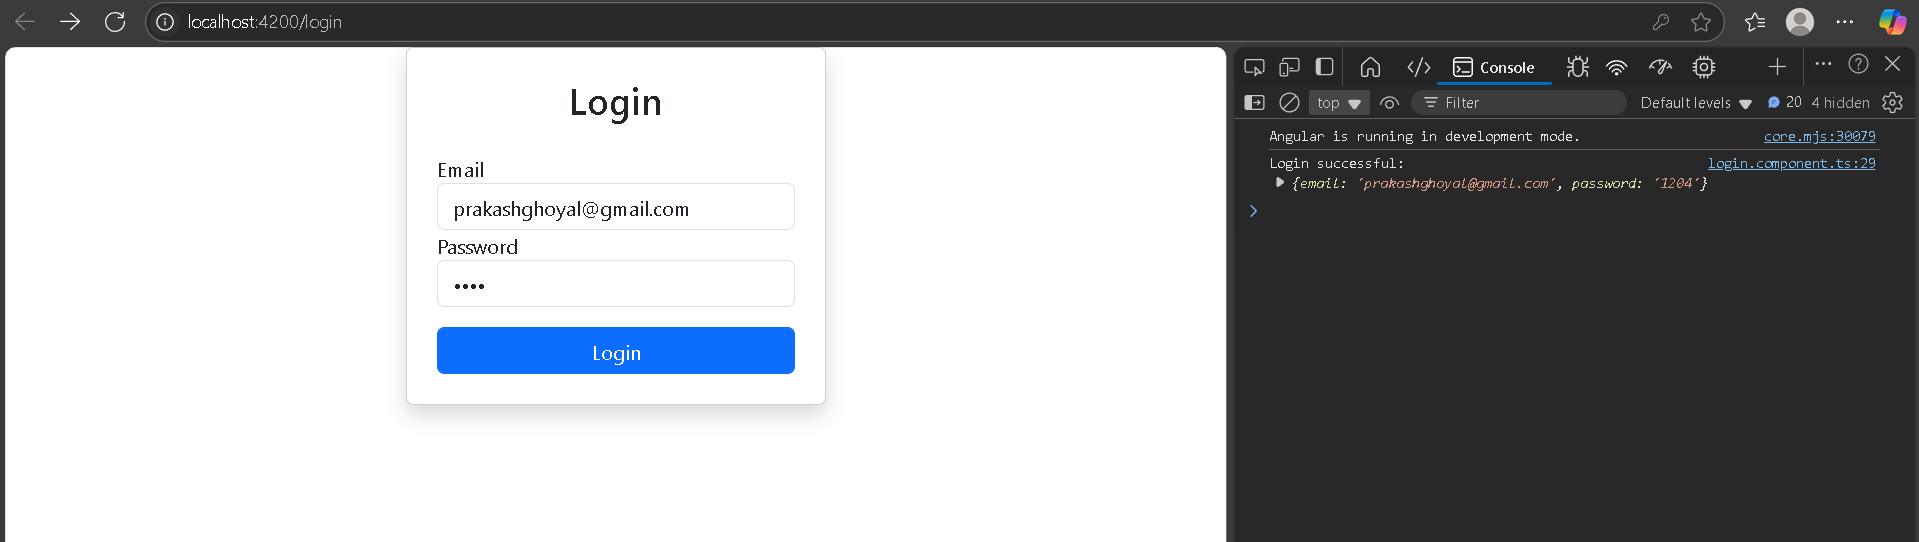 localhost:4200/login
Login
Email
prakashghoyal@gmail.com
Password
••••
Login
Console
top
Filter
Default levels
20
4 hidden
Angular is running in development mode. core.mjs:30079
Login successful: login.component.ts:29
{email: 'prakashghoyal@gmail.com', password: '1204'}